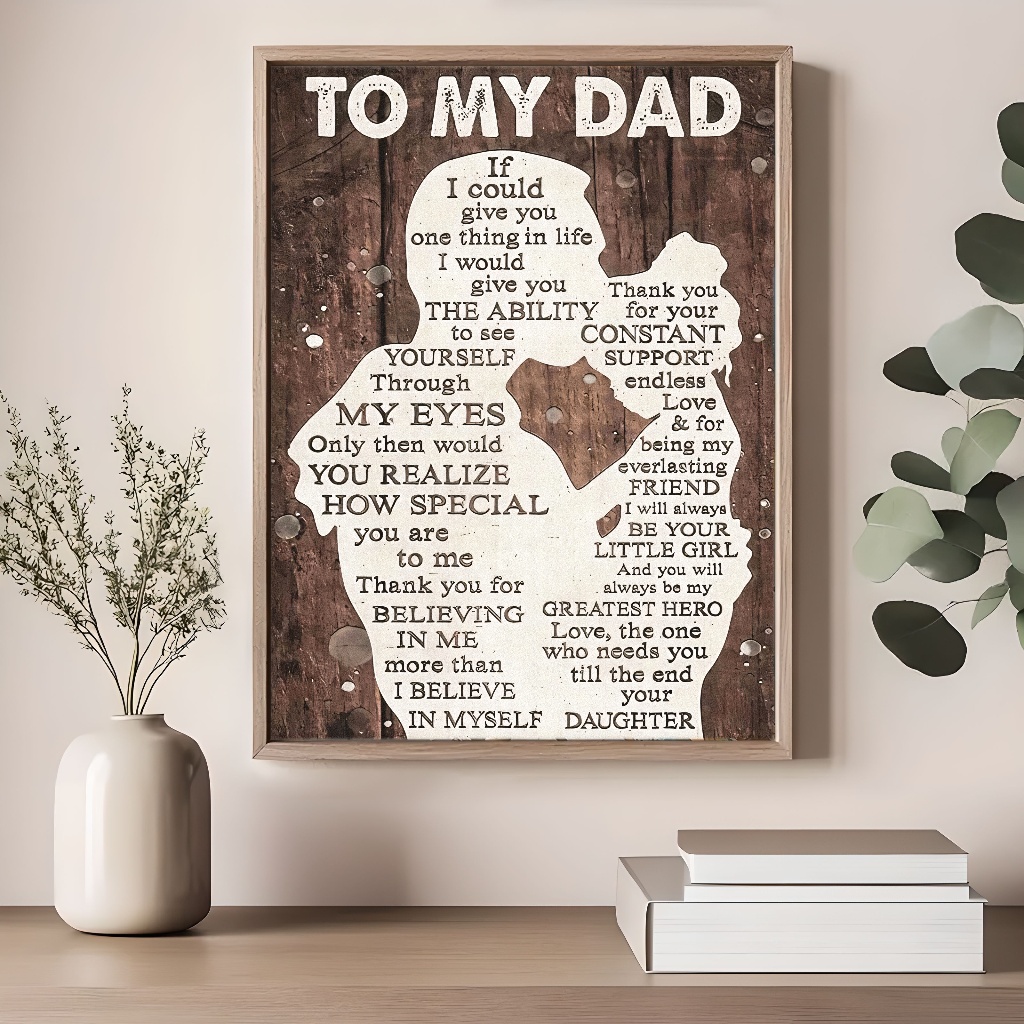 TO MY DAD
If
I could
give you
one thing in life
I would
give you
THE ABILITY
to see
YOURSELF
Through
MY EYES
Only then would
YOU REALIZE
HOW SPECIAL
you are
to me
Thank you for
BELIEVING
IN ME
more than
I BELIEVE
IN MYSELF
Thank you
for your
CONSTANT
SUPPORT
endless
Love
& for
being my
everlasting
FRIEND
I will always
BE YOUR
LITTLE GIRL
And you will
always be my
GREATEST HERO
Love, the one
who needs you
till the end
your
DAUGHTER